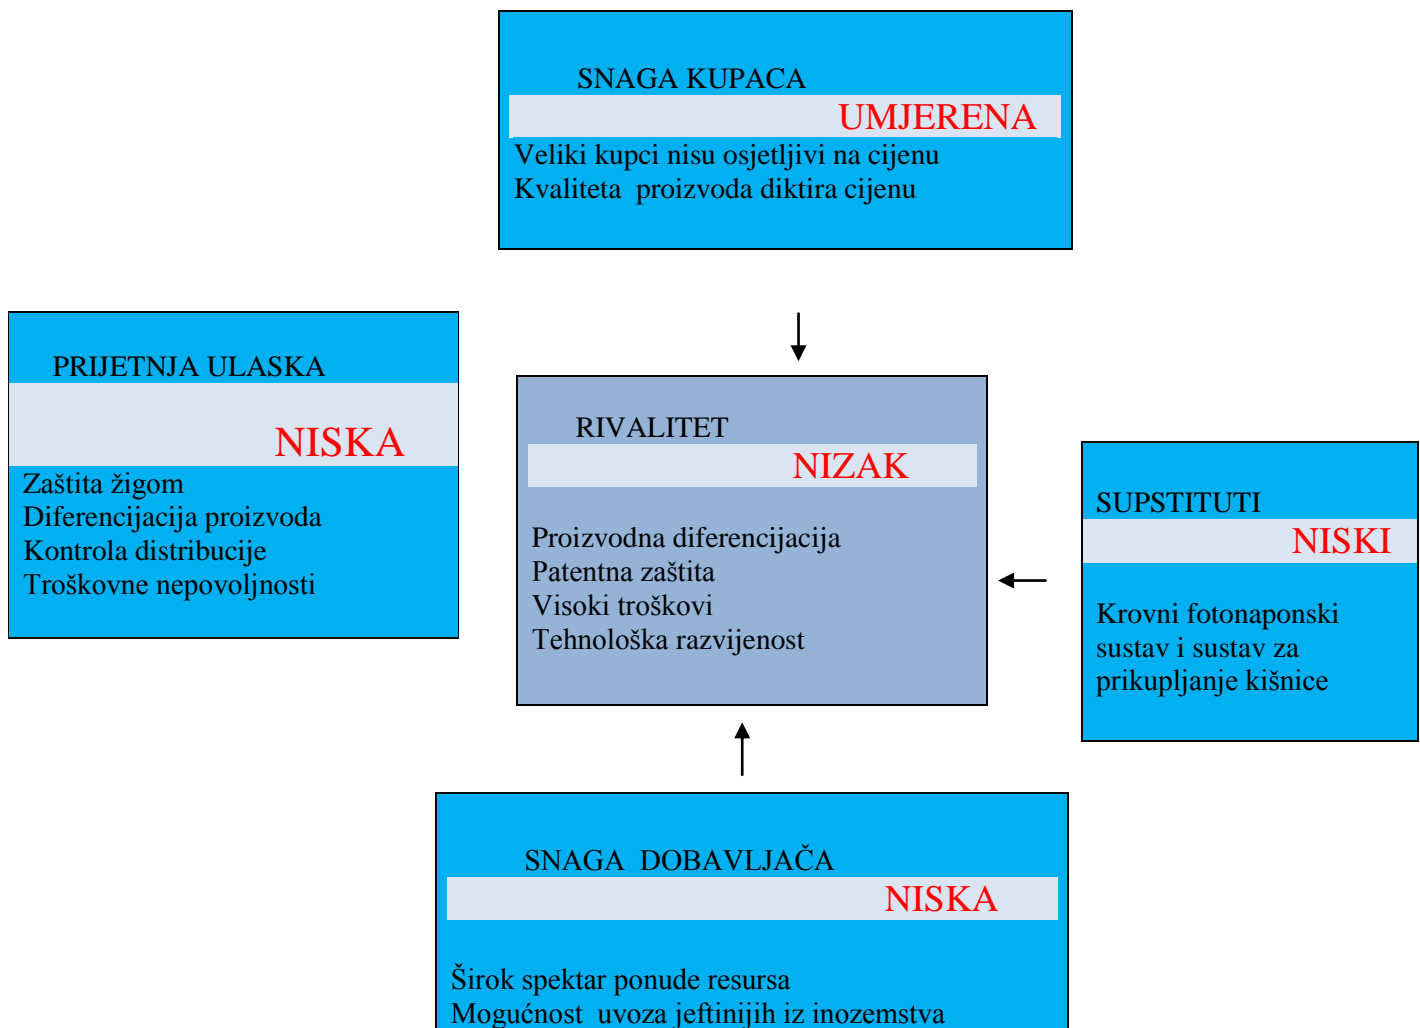 SNAGA KUPACA
UMJERENA
Veliki kupci nisu osjetljivi na cijenu
Kvaliteta proizvoda diktira cijenu
PRIJETNJA ULASKA
NISKA
Zaštita žigom
Diferencijacija proizvoda
Kontrola distribucije
Troškovne nepovoljnosti
RIVALITET
NIZAK
Proizvodna diferencijacija
Patentna zaštita
Visoki troškovi
Tehnološka razvijenost
SUPSTITUTI
NISKI
Krovni fotonaponski
sustav i sustav za
prikupljanje kišnice
SNAGA DOBAVLJAČA
NISKA
Širok spektar ponude resursa
Mogućnost uvoza jeftinijih iz inozemstva